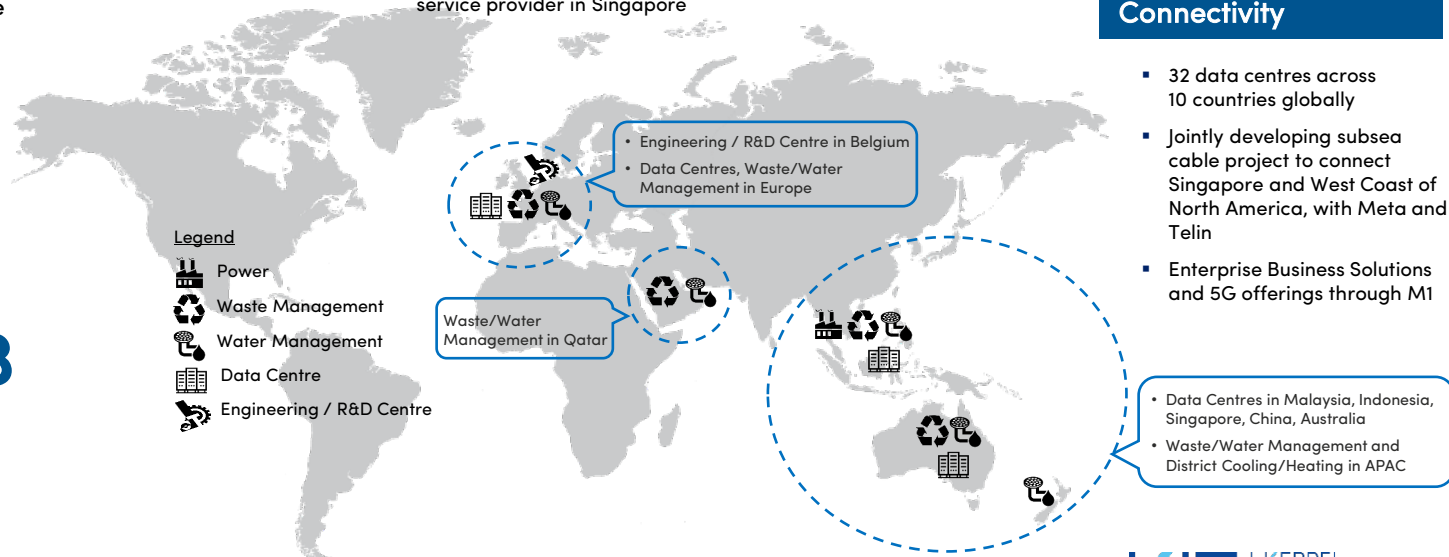 e
service provider in Singapore
Connectivity
▪ 32 data centres across
10 countries globally
▪ Jointly developing subsea
cable project to connect
Singapore and West Coast of
North America, with Meta and
Telin
▪ Enterprise Business Solutions
and 5G offerings through M1
• Engineering / R&D Centre in Belgium
• Data Centres, Waste/Water
Management in Europe
Legend
Power
Waste Management
Water Management
Data Centre
Engineering / R&D Centre
Waste/Water
Management in Qatar
• Data Centres in Malaysia, Indonesia,
Singapore, China, Australia
• Waste/Water Management and
District Cooling/Heating in APAC